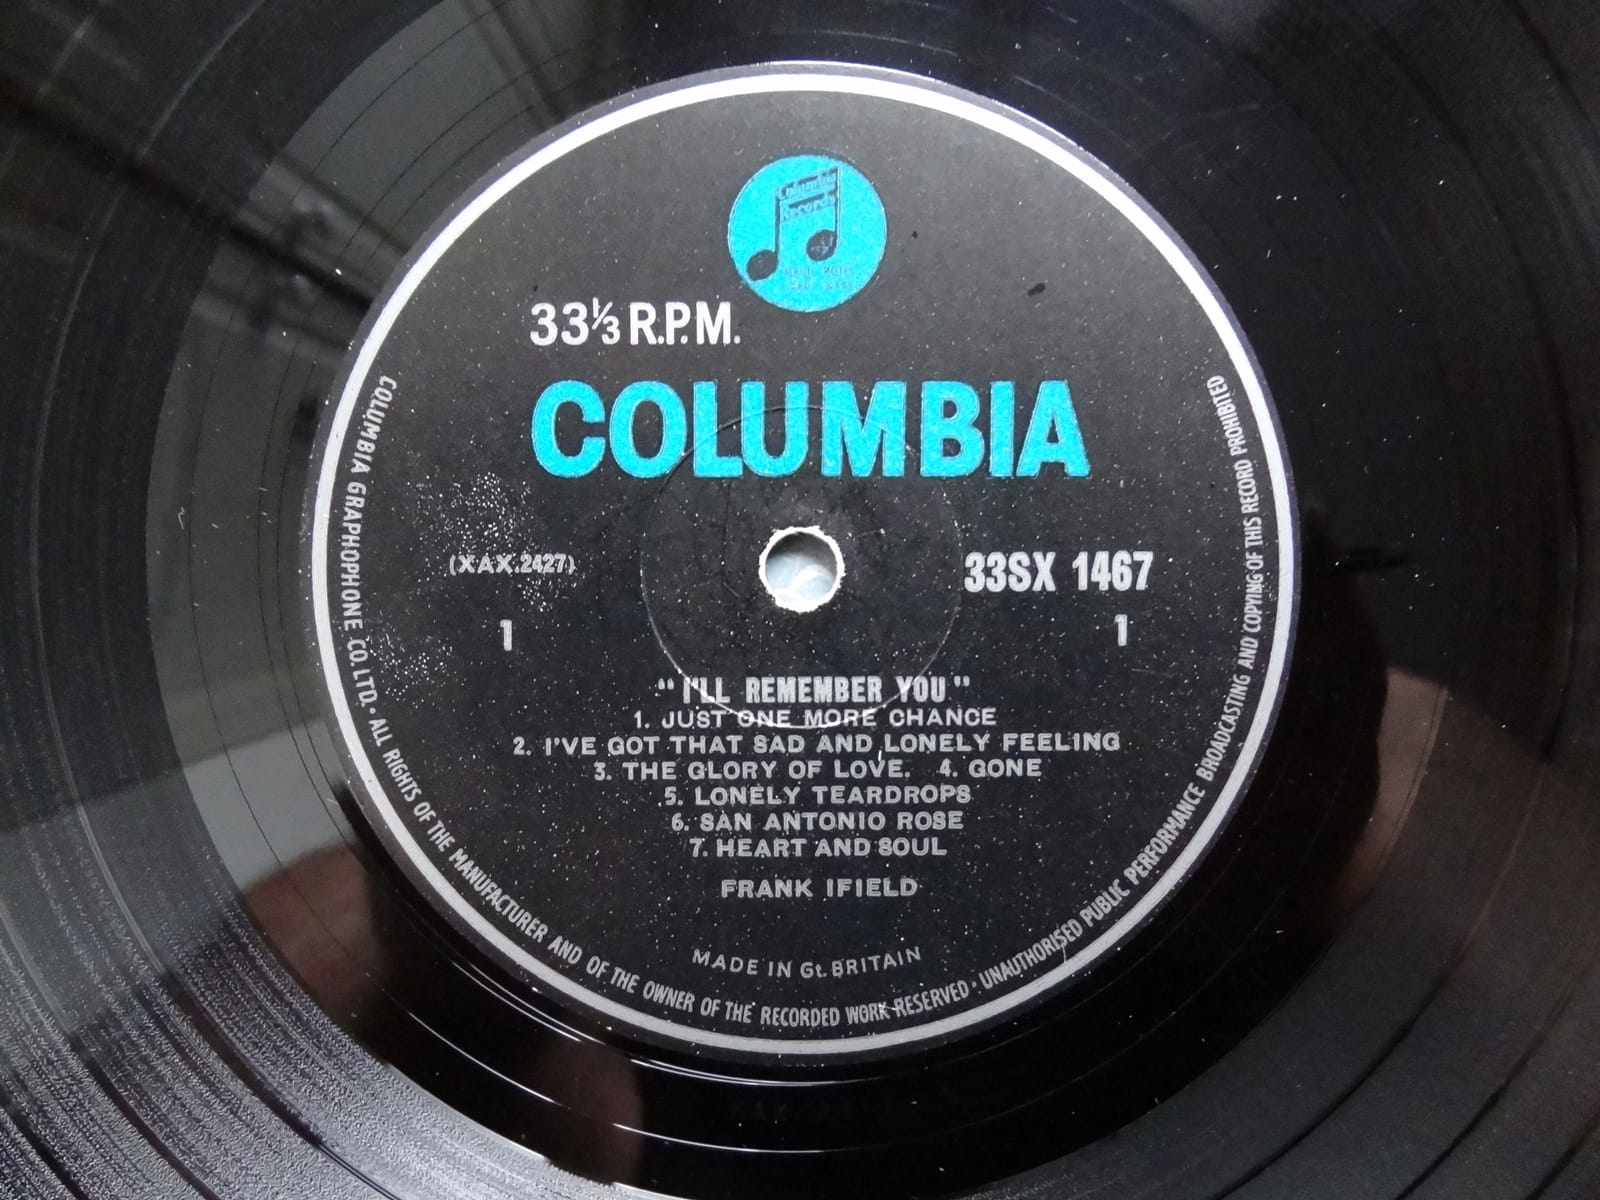 Columbia
Records
MAGIC NOTES
33⅓ R.P.M.
COLUMBIA
(XAX.2427)
33SX 1467
1
1
"I'LL REMEMBER YOU"
1. JUST ONE MORE CHANCE
2. I'VE GOT THAT SAD AND LONELY FEELING
3. THE GLORY OF LOVE. 4. GONE
5. LONELY TEARDROPS
6. SAN ANTONIO ROSE
7. HEART AND SOUL
FRANK IFIELD
MADE IN Gt. BRITAIN
COLUMBIA GRAPHOPHONE CO. LTD. · ALL RIGHTS OF THE MANUFACTURER AND OF THE OWNER OF THE RECORDED WORK RESERVED · UNAUTHORISED PUBLIC PERFORMANCE BROADCASTING AND COPYING OF THIS RECORD PROHIBITED